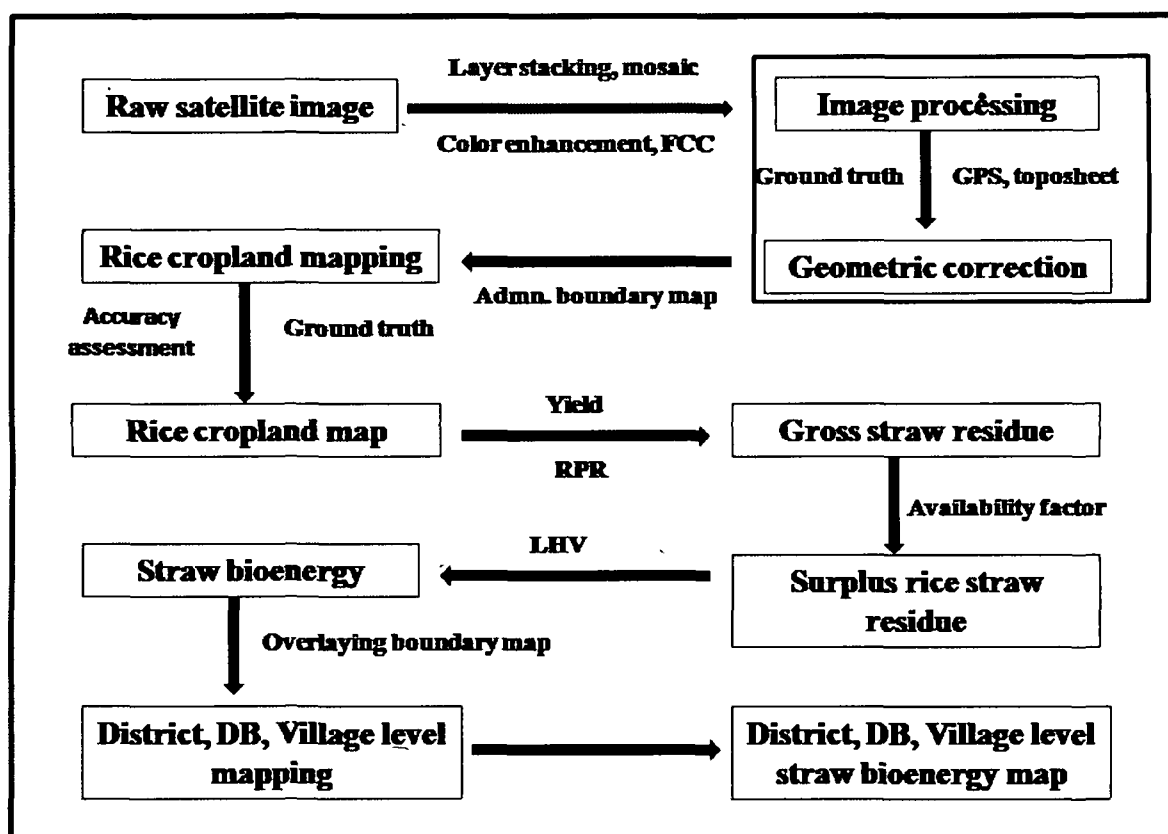 Layer stacking, mosaic
Raw satellite image
Image processing
Color enhancement, FCC
Ground truth
GPS, toposheet
Rice cropland mapping
Geometric correction
Admn. boundary map
Accuracy
assessment
Ground truth
Yield
Rice cropland map
Gross straw residue
RPR
Availability factor
LHV
Straw bioenergy
Surplus rice straw
residue
Overlaying boundary map
District, DB, Village level
mapping
District, DB, Village level
straw bioenergy map